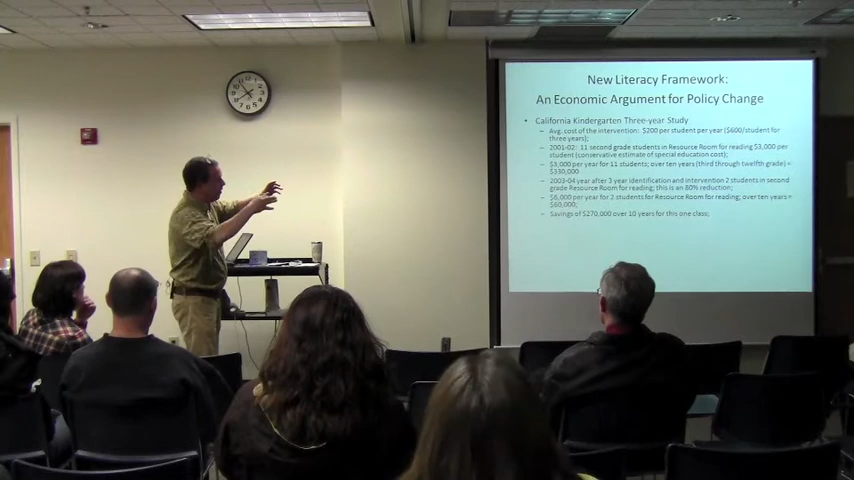 New Literacy Framework:
An Economic Argument for Policy Change
• California Kindergarten Three-year Study
– Avg. cost of the intervention: $200 per student per year ($600/student for
three years);
– 2001-02: 11 second grade students in Resource Room for reading $3,000 per
student (conservative estimate of special education cost);
– $3,000 per year for 11 students; over ten years (third through twelfth grade) =
$330,000
– 2003-04 year after 3 year identification and intervention 2 students in second
grade Resource Room for reading; this is an 80% reduction;
– $6,000 per year for 2 students for Resource Room for reading; over ten years =
$60,000;
– Savings of $270,000 over 10 years for this one class;